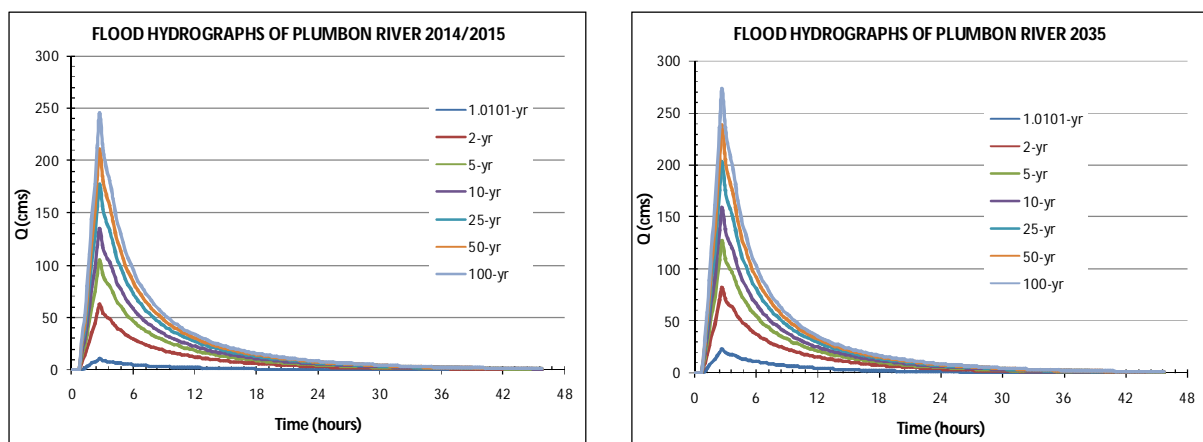 FLOOD HYDROGRAPHS OF PLUMBON RIVER 2014/2015
300
250
200
150
100
50
0
Q (cms)
0 6 12 18 24 30 36 42 48
Time (hours)
1.0101-yr
2-yr
5-yr
10-yr
25-yr
50-yr
100-yr
FLOOD HYDROGRAPHS OF PLUMBON RIVER 2035
300
250
200
150
100
50
0
Q (cms)
0 6 12 18 24 30 36 42 48
Time (hours)
1.0101-yr
2-yr
5-yr
10-yr
25-yr
50-yr
100-yr